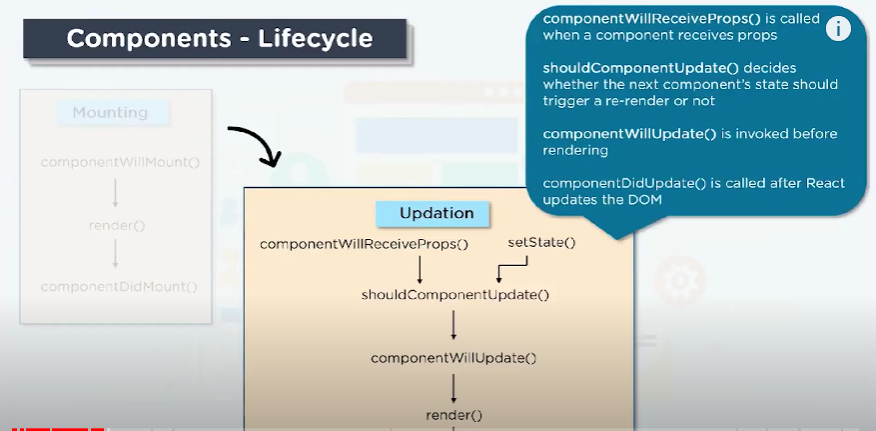 Components - Lifecycle
componentWillReceiveProps() is called
when a component receives props
shouldComponentUpdate() decides
whether the next component's state should
trigger a re-render or not
componentWillUpdate() is invoked before
rendering
componentDidUpdate() is called after React
updates the DOM
i
Mounting
componentWillMount()
render()
componentDidMount()
Updation
componentWillReceiveProps()
setState()
shouldComponentUpdate()
componentWillUpdate()
render()